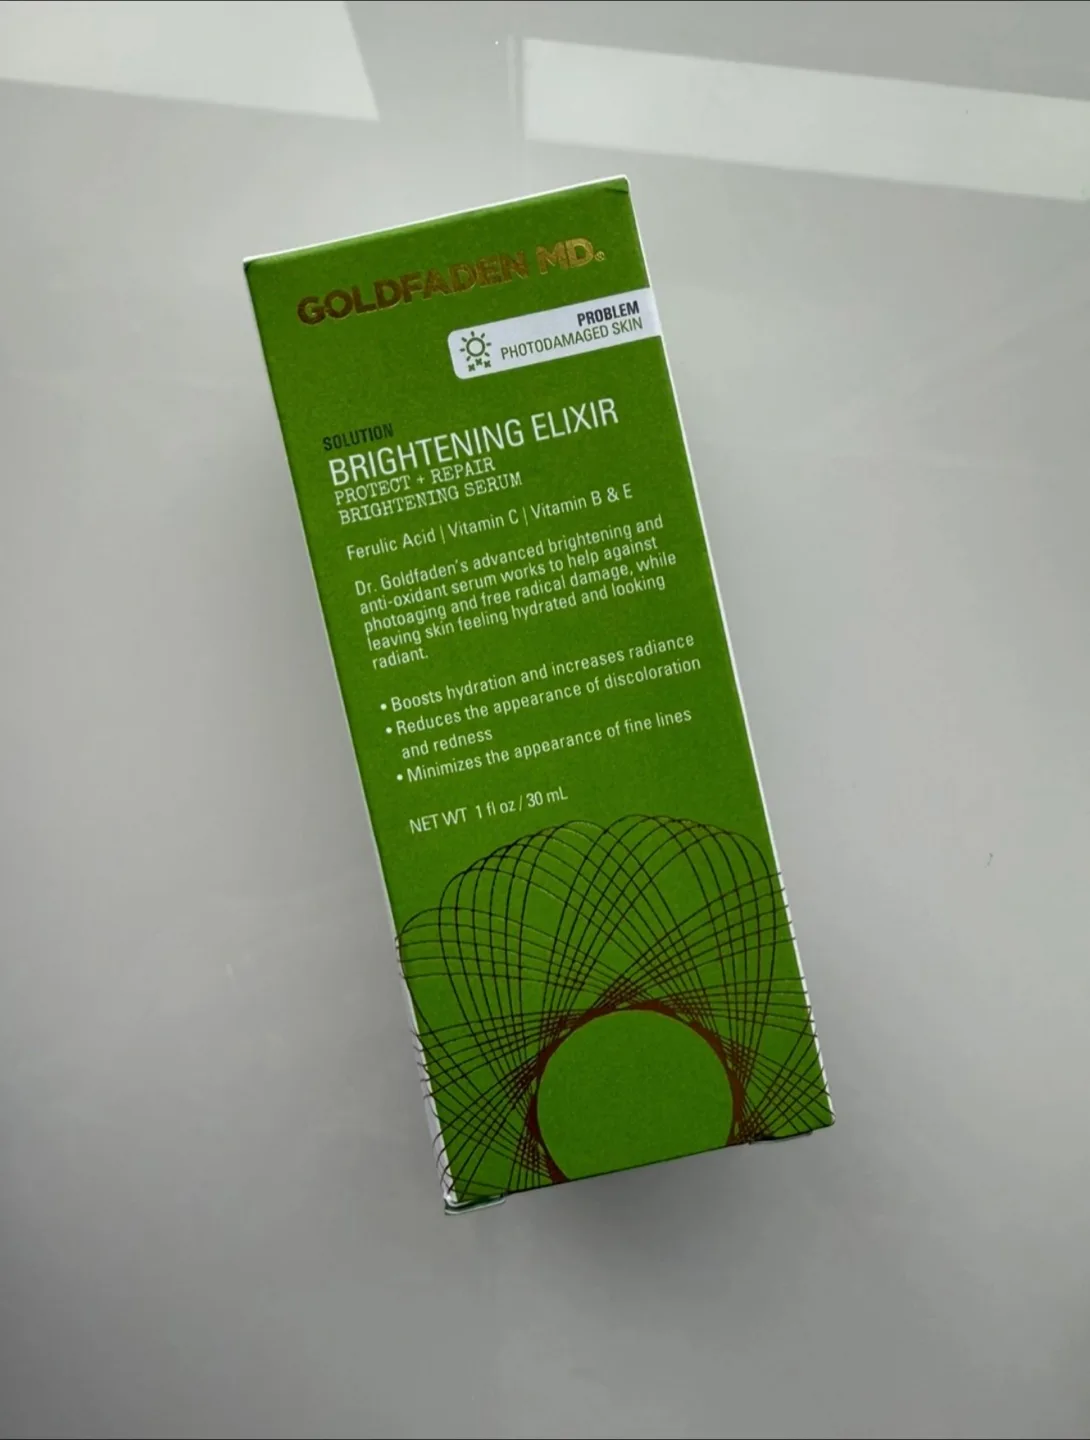 GOLDFADEN MD®
PROBLEM
PHOTODAMAGED SKIN
SOLUTION
BRIGHTENING ELIXIR
PROTECT + REPAIR
BRIGHTENING SERUM
Ferulic Acid | Vitamin C | Vitamin B & E
Dr. Goldfaden's advanced brightening and
anti-oxidant serum works to help against
photoaging and free radical damage, while
leaving skin feeling hydrated and looking
radiant.
• Boosts hydration and increases radiance
• Reduces the appearance of discoloration
and redness
• Minimizes the appearance of fine lines
NET WT 1 fl oz / 30 mL